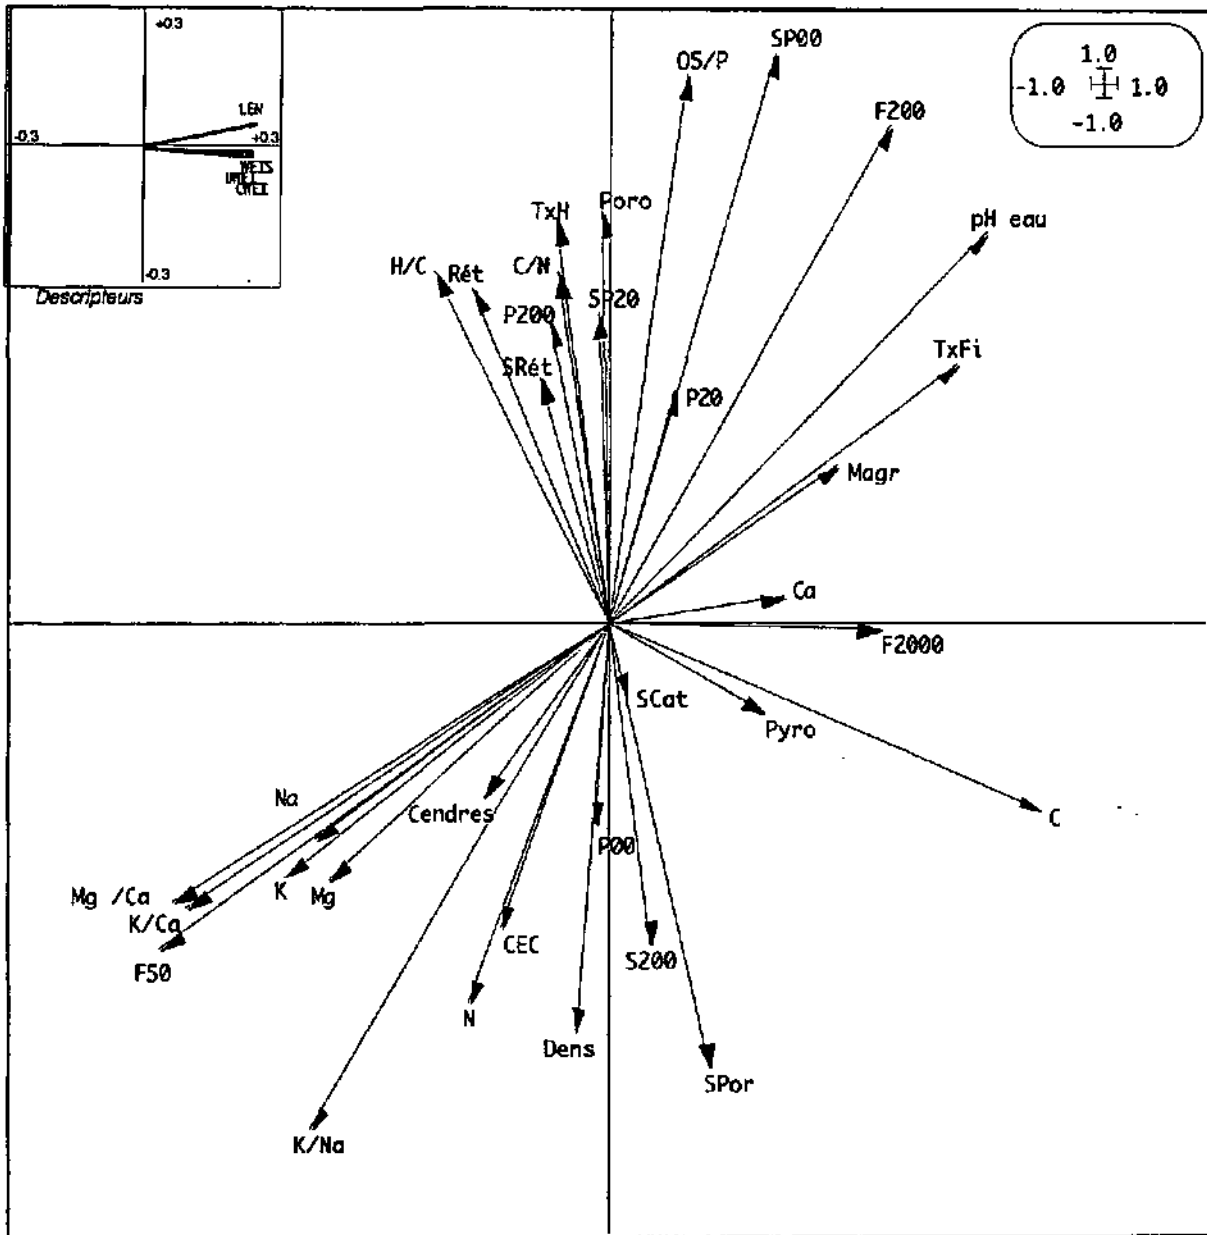 +0.3
LEN
-0.3
+0.3
WEIS
CWEI
-0.3
Descripteurs
1.0
-1.0
1.0
-1.0
SP00
OS/P
F200
TxH
Poro
pH eau
H/C
Rét
C/N
P200
SP20
TxFi
SRét
P20
Magr
Ca
F2000
SCat
Pyro
Na
Cendres
C
P00
K
Mg
Mg /Ca
K/Ca
F50
CEC
S200
N
Dens
SPor
K/Na